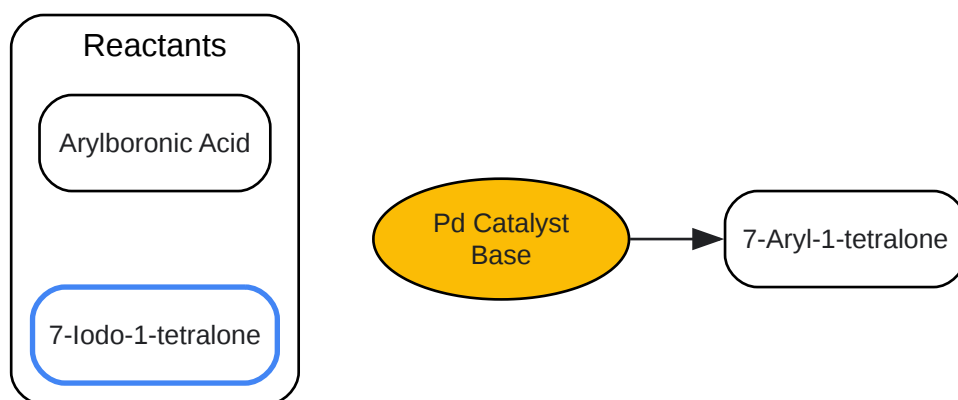 Reactants
Arylboronic Acid
7-Iodo-1-tetralone
Pd Catalyst
Base
7-Aryl-1-tetralone